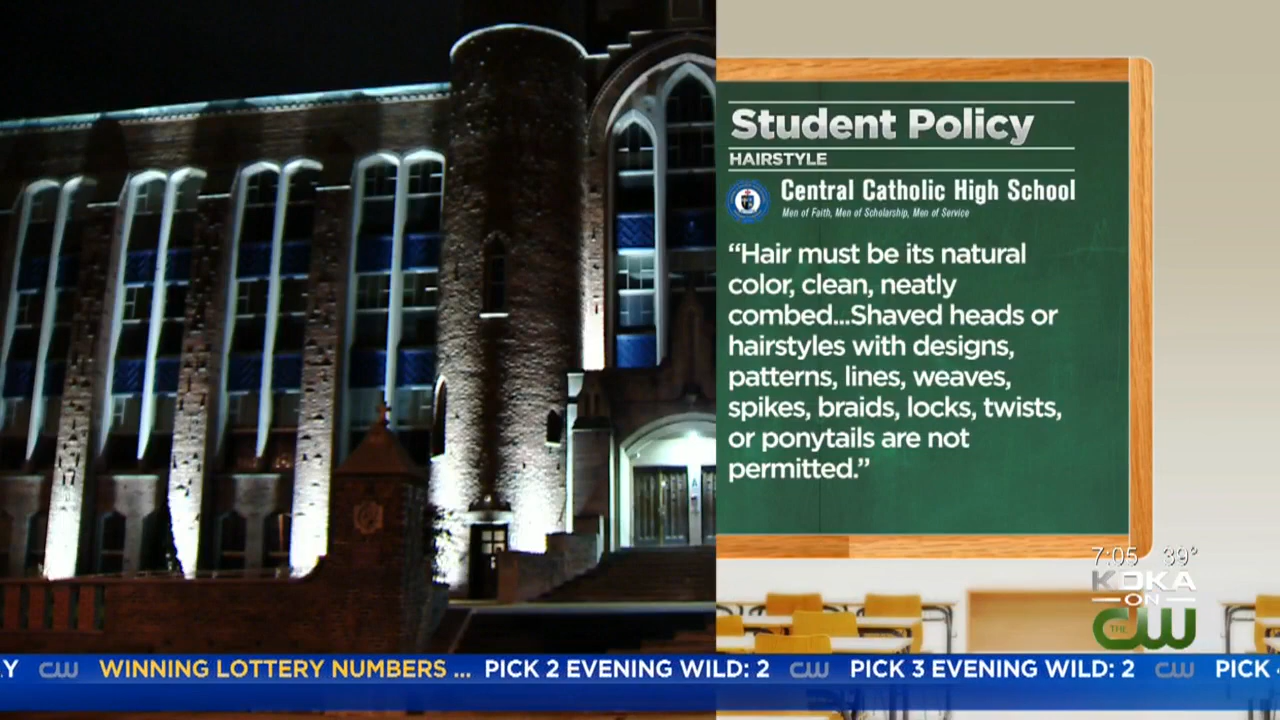 Student Policy
HAIRSTYLE
Central Catholic High School
Men of Faith, Men of Scholarship, Men of Service
“Hair must be its natural
color, clean, neatly
combed...Shaved heads or
hairstyles with designs,
patterns, lines, weaves,
spikes, braids, locks, twists,
or ponytails are not
permitted.”
7:05 39°
KDKA
ON
THE CW
Y CW WINNING LOTTERY NUMBERS ... PICK 2 EVENING WILD: 2 CW PICK 3 EVENING WILD: 2 CW PICK